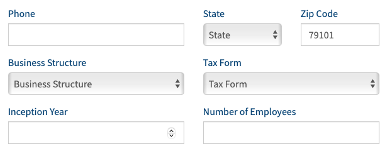 Phone State Zip Code
State 79101
Business Structure Tax Form
Business Structure Tax Form
Inception Year Number of Employees